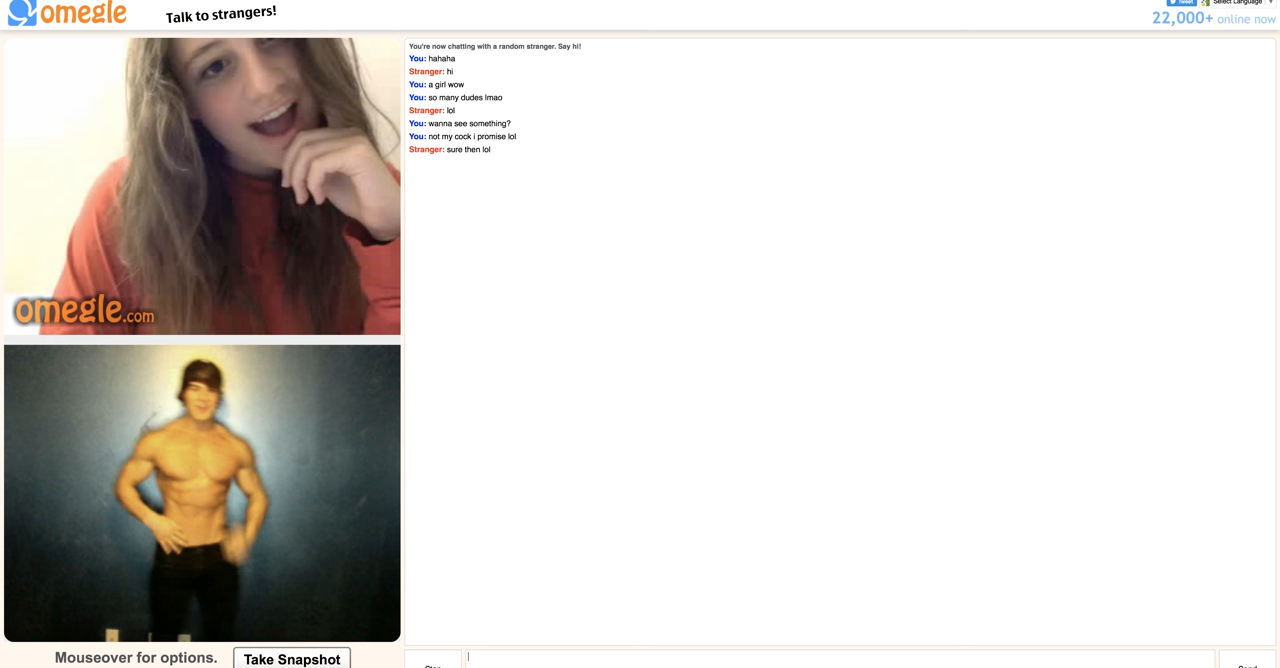 omegle
Talk to strangers!
Tweet
Select Language
22,000+ online now
You're now chatting with a random stranger. Say hi!
You: hahaha
Stranger: hi
You: a girl wow
You: so many dudes lmao
Stranger: lol
You: wanna see something?
You: not my cock i promise lol
Stranger: sure then lol
omegle.com
Mouseover for options.
Take Snapshot